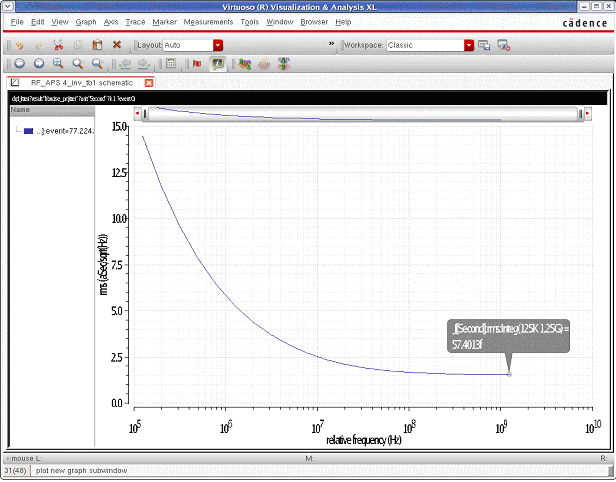 Virtuoso (R) Visualization & Analysis XL
File Edit View Graph Axis Trace Marker Measurements Tools Window Browser Help
cādence
Layout: Auto
» Workspace: Classic
RF_APS 4_inv_tb1 schematic
Name
...];event=77.224.
15.0
12.5
10.0
7.5
5.0
2.5
0.0
rms (aSec/sqrt(Hz))
_J[Second];rms:Integ(125K 1.25G) =
57.4013f
10^5 10^6 10^7 10^8 10^9 10^10
relative frequency (Hz)
mouse L: M: R:
31(46) plot new graph subwindow